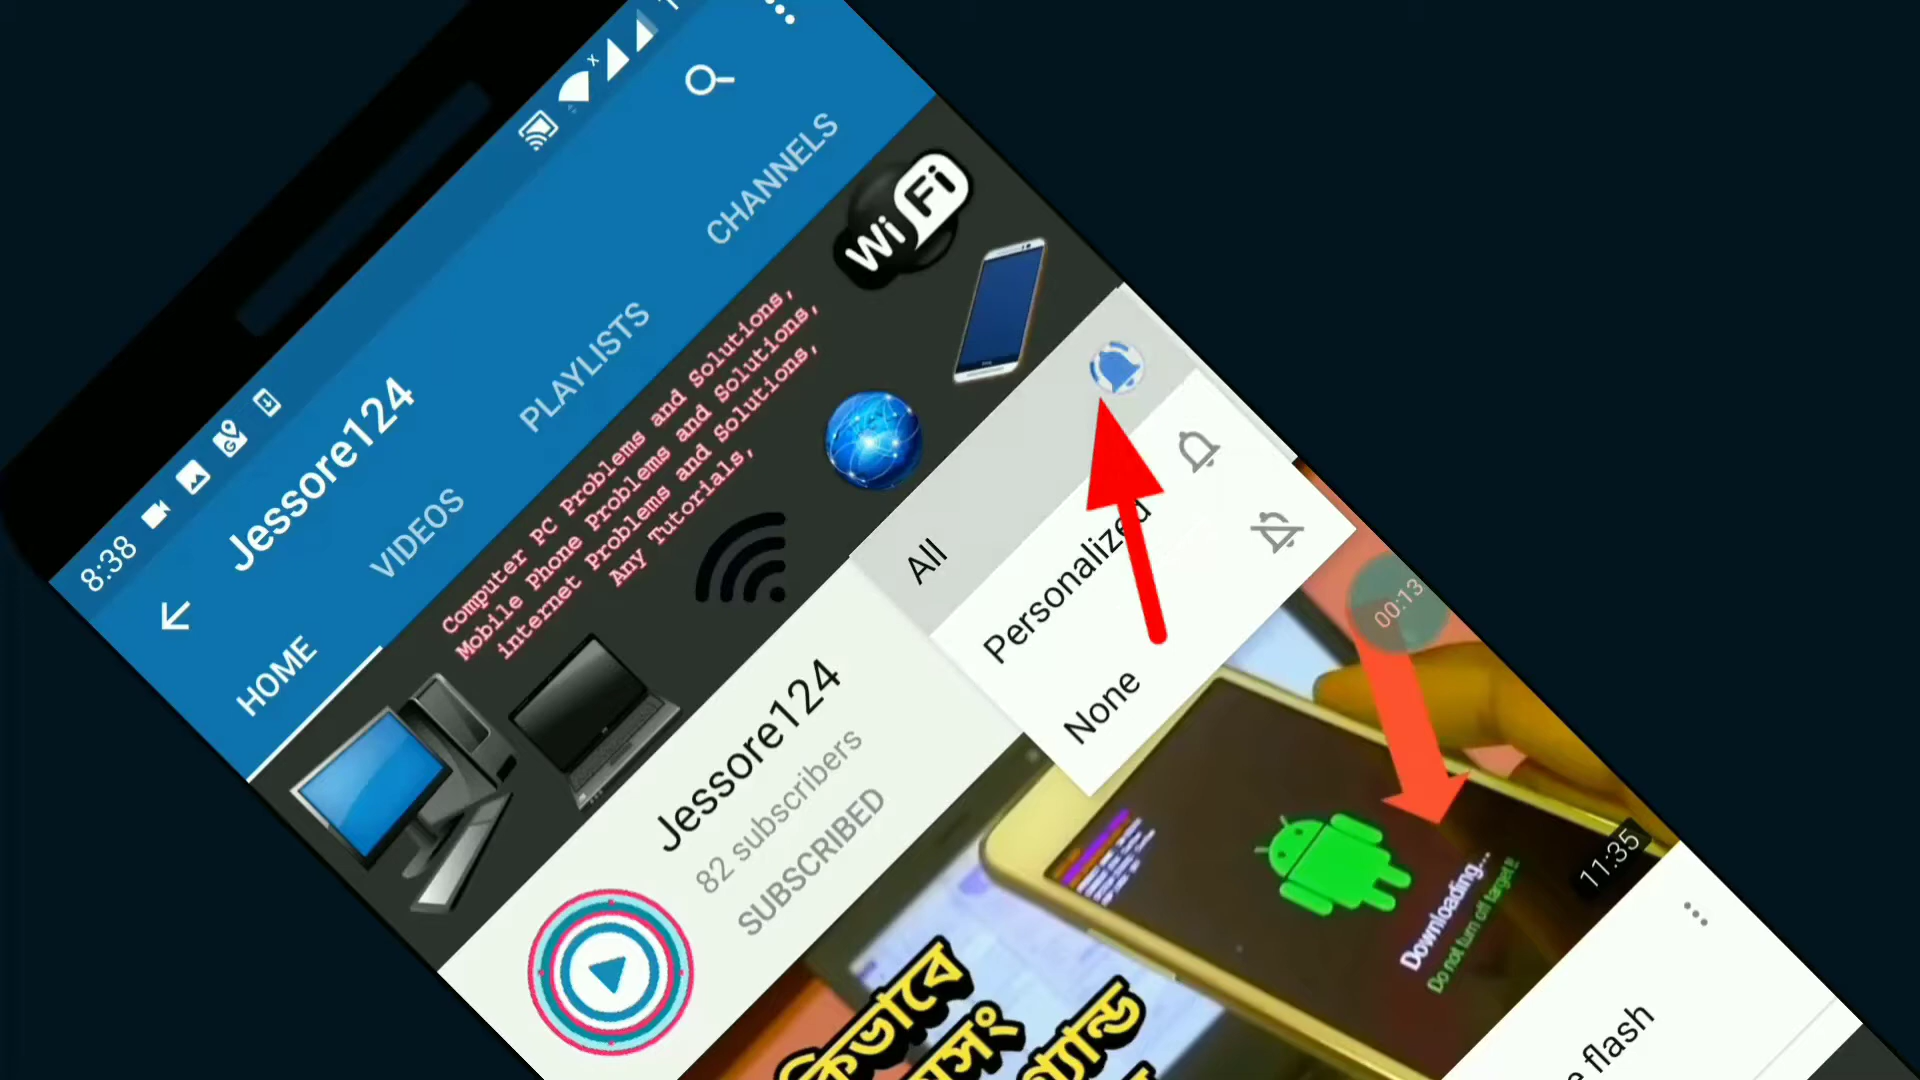 8:38
Jessore124
HOME
VIDEOS
PLAYLISTS
CHANNELS
Computer PC Problems and Solutions,
Mobile Phone Problems and Solutions,
internet Problems and Solutions,
Any Tutorials,
Wi Fi
All
Personalized
None
Jessore124
82 subscribers
SUBSCRIBED
00:13
Downloading...
Do not turn off target!!
11:35
কিভাবে
flash